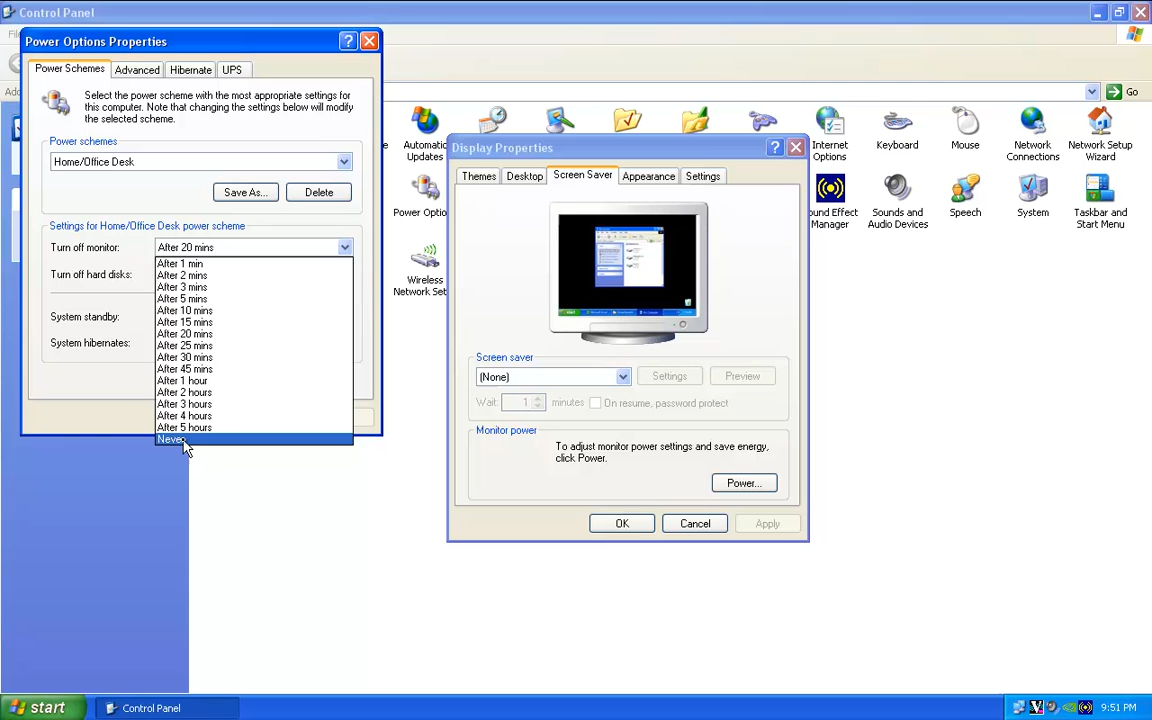 Control Panel
Power Options Properties
Power Schemes
Advanced
Hibernate
UPS
Select the power scheme with the most appropriate settings for
this computer. Note that changing the settings below will modify
the selected scheme.
Power schemes
Home/Office Desk
Save As...
Delete
Settings for Home/Office Desk power scheme
Turn off monitor:
After 20 mins
Turn off hard disks:
System standby:
System hibernates:
After 1 min
After 2 mins
After 3 mins
After 5 mins
After 10 mins
After 15 mins
After 20 mins
After 25 mins
After 30 mins
After 45 mins
After 1 hour
After 2 hours
After 3 hours
After 4 hours
After 5 hours
Never
Go
Automatic
Updates
Power Optio
Wireless
Network Set
Internet
Options
Keyboard
Mouse
Network
Connections
Network Setup
Wizard
ound Effect
Manager
Sounds and
Audio Devices
Speech
System
Taskbar and
Start Menu
Display Properties
Themes
Desktop
Screen Saver
Appearance
Settings
Screen saver
(None)
Settings
Preview
Wait:
1
minutes
On resume, password protect
Monitor power
To adjust monitor power settings and save energy,
click Power.
Power...
OK
Cancel
Apply
start
Control Panel
9:51 PM